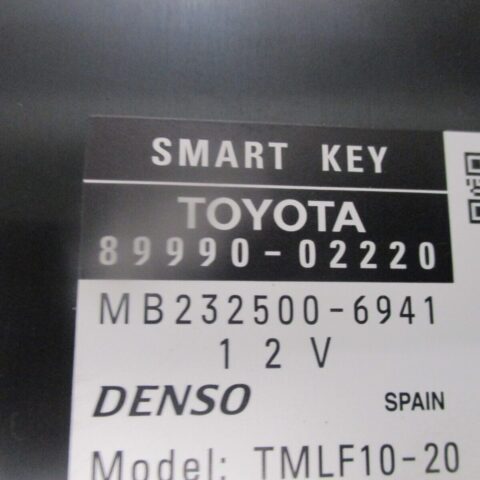 SMART KEY
TOYOTA
89990-02220
MB232500-6941
12V
DENSO SPAIN
Model: TMLF10-20